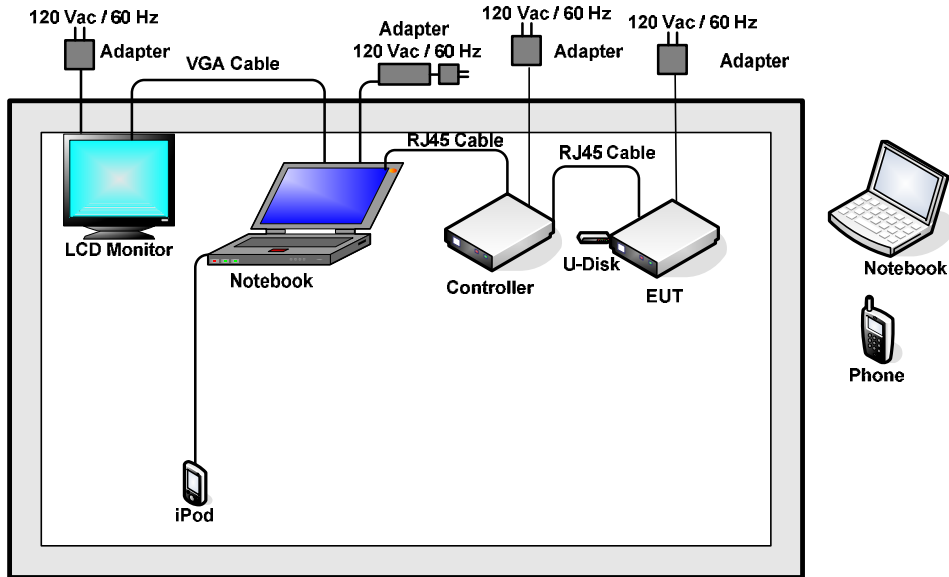 120 Vac / 60 Hz
Adapter
VGA Cable
Adapter
120 Vac / 60 Hz
120 Vac / 60 Hz
Adapter
120 Vac / 60 Hz
Adapter
RJ45 Cable
RJ45 Cable
LCD Monitor
Notebook
Controller
U-Disk
EUT
Notebook
Phone
iPod